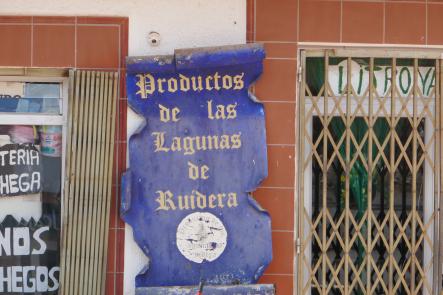 Productos
de las
Lagunas
de
Ruidera
TERIA
HEGA
NOS
HEGOS